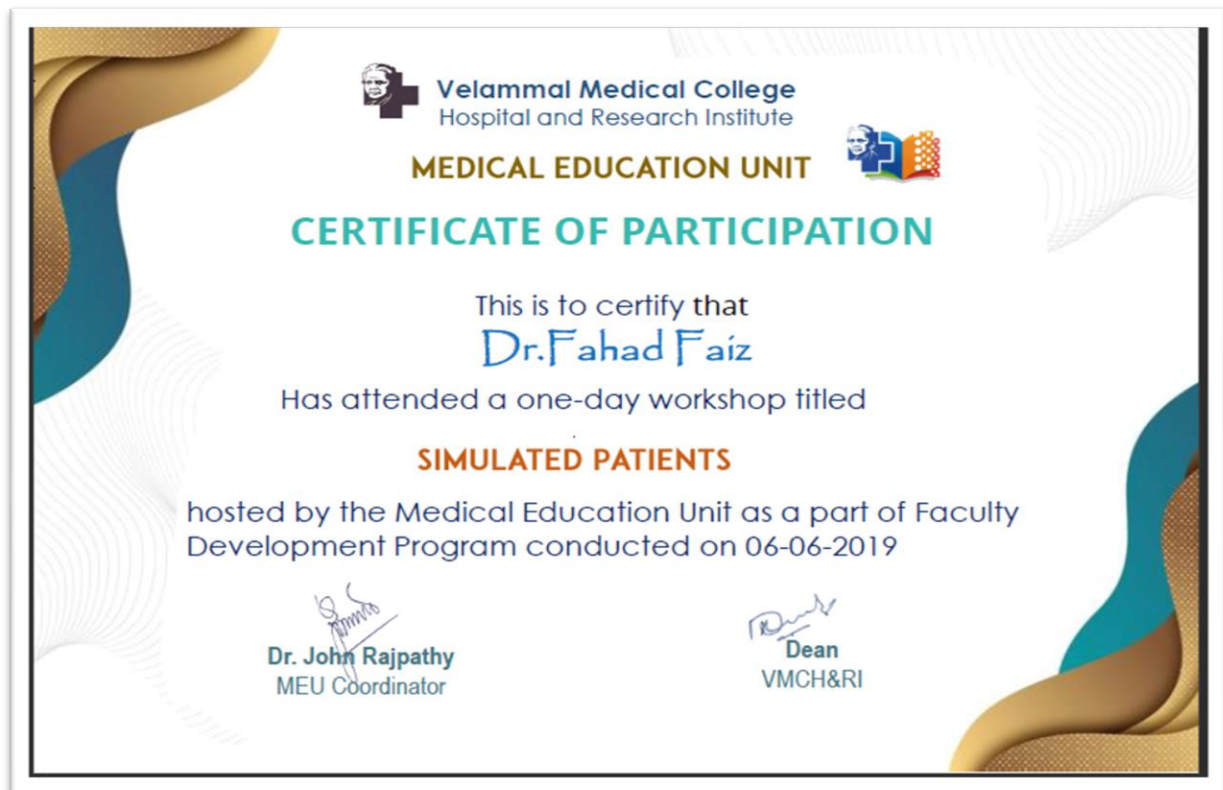 Velammal Medical College
Hospital and Research Institute
MEDICAL EDUCATION UNIT
CERTIFICATE OF PARTICIPATION
This is to certify that
Dr.Fahad Faiz
Has attended a one-day workshop titled
SIMULATED PATIENTS
hosted by the Medical Education Unit as a part of Faculty
Development Program conducted on 06-06-2019
Dr. John Rajpathy
MEU Coordinator
Dean
VMCH&RI